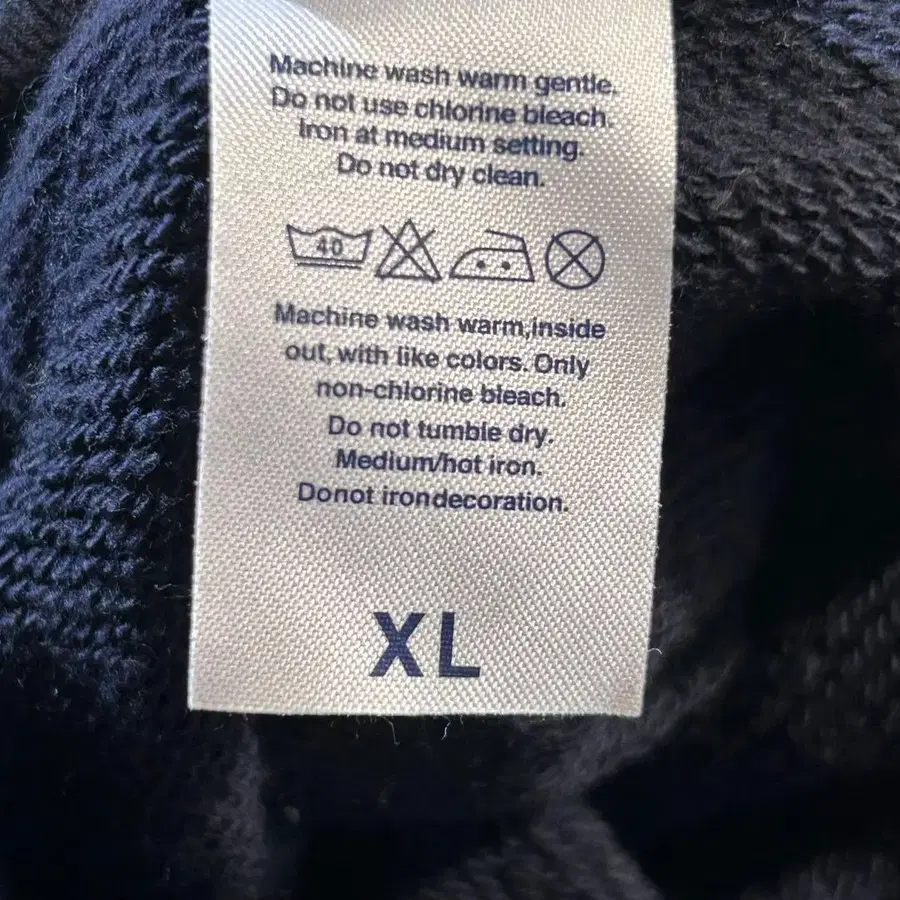 Machine wash warm gentle.
Do not use chlorine bleach.
Iron at medium setting.
Do not dry clean.
40
Machine wash warm,inside
out, with like colors. Only
non-chlorine bleach.
Do not tumble dry.
Medium/hot iron.
Donot irondecoration.
XL